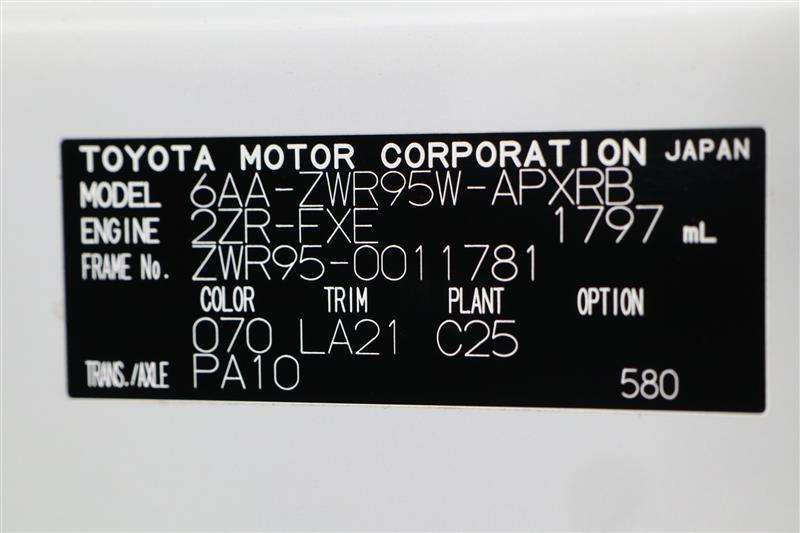 TOYOTA MOTOR CORPORATION JAPAN
MODEL 6AA-ZWR95W-APXRB
ENGINE 2ZR-FXE 1797 mL
FRAME No. ZWR95-0011781
COLOR TRIM PLANT OPTION
070 LA21 C25
TRANS./AXLE PA10 580